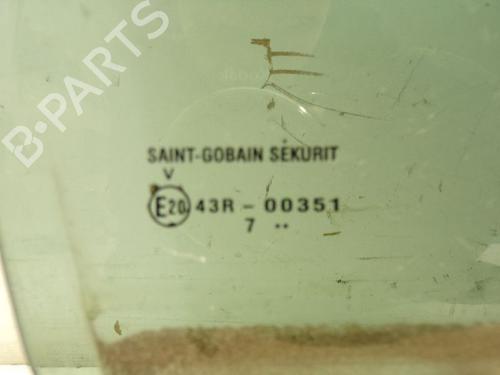 B-PARTS
SAINT-GOBAIN SEKURIT
V
E20 43R - 00351
7 ..